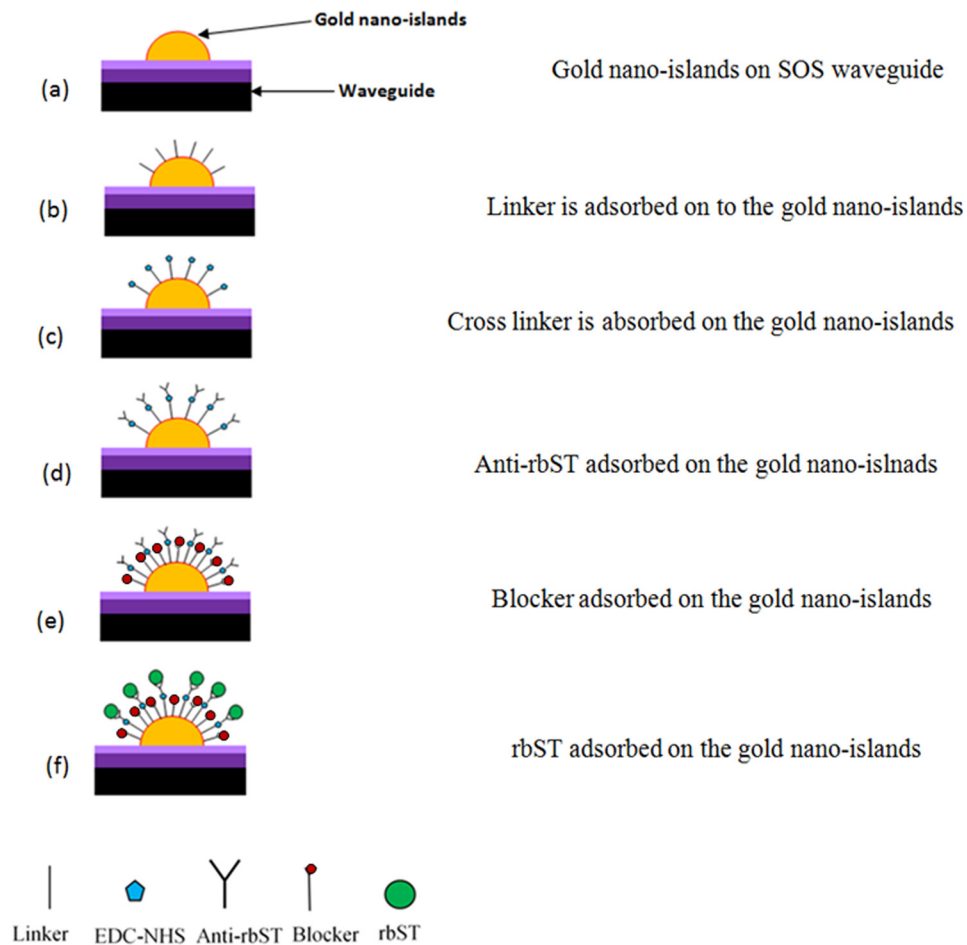 Gold nano-islands
Waveguide
(a)
Gold nano-islands on SOS waveguide
(b)
Linker is adsorbed on to the gold nano-islands
(c)
Cross linker is absorbed on the gold nano-islands
(d)
Anti-rbST adsorbed on the gold nano-islnads
(e)
Blocker adsorbed on the gold nano-islands
(f)
rbST adsorbed on the gold nano-islands
Linker EDC-NHS Anti-rbST Blocker rbST